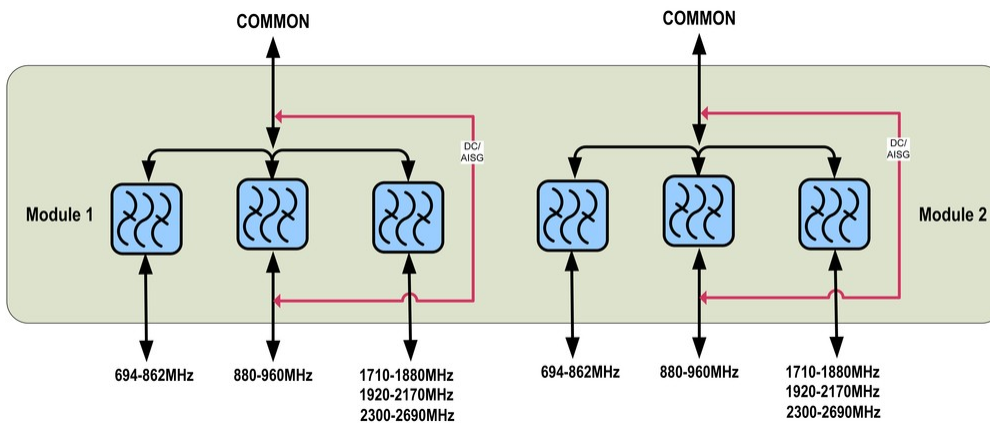 COMMON
COMMON
DC/
AISG
DC/
AISG
Module 1
Module 2
694-862MHz
880-960MHz
1710-1880MHz
1920-2170MHz
2300-2690MHz
694-862MHz
880-960MHz
1710-1880MHz
1920-2170MHz
2300-2690MHz